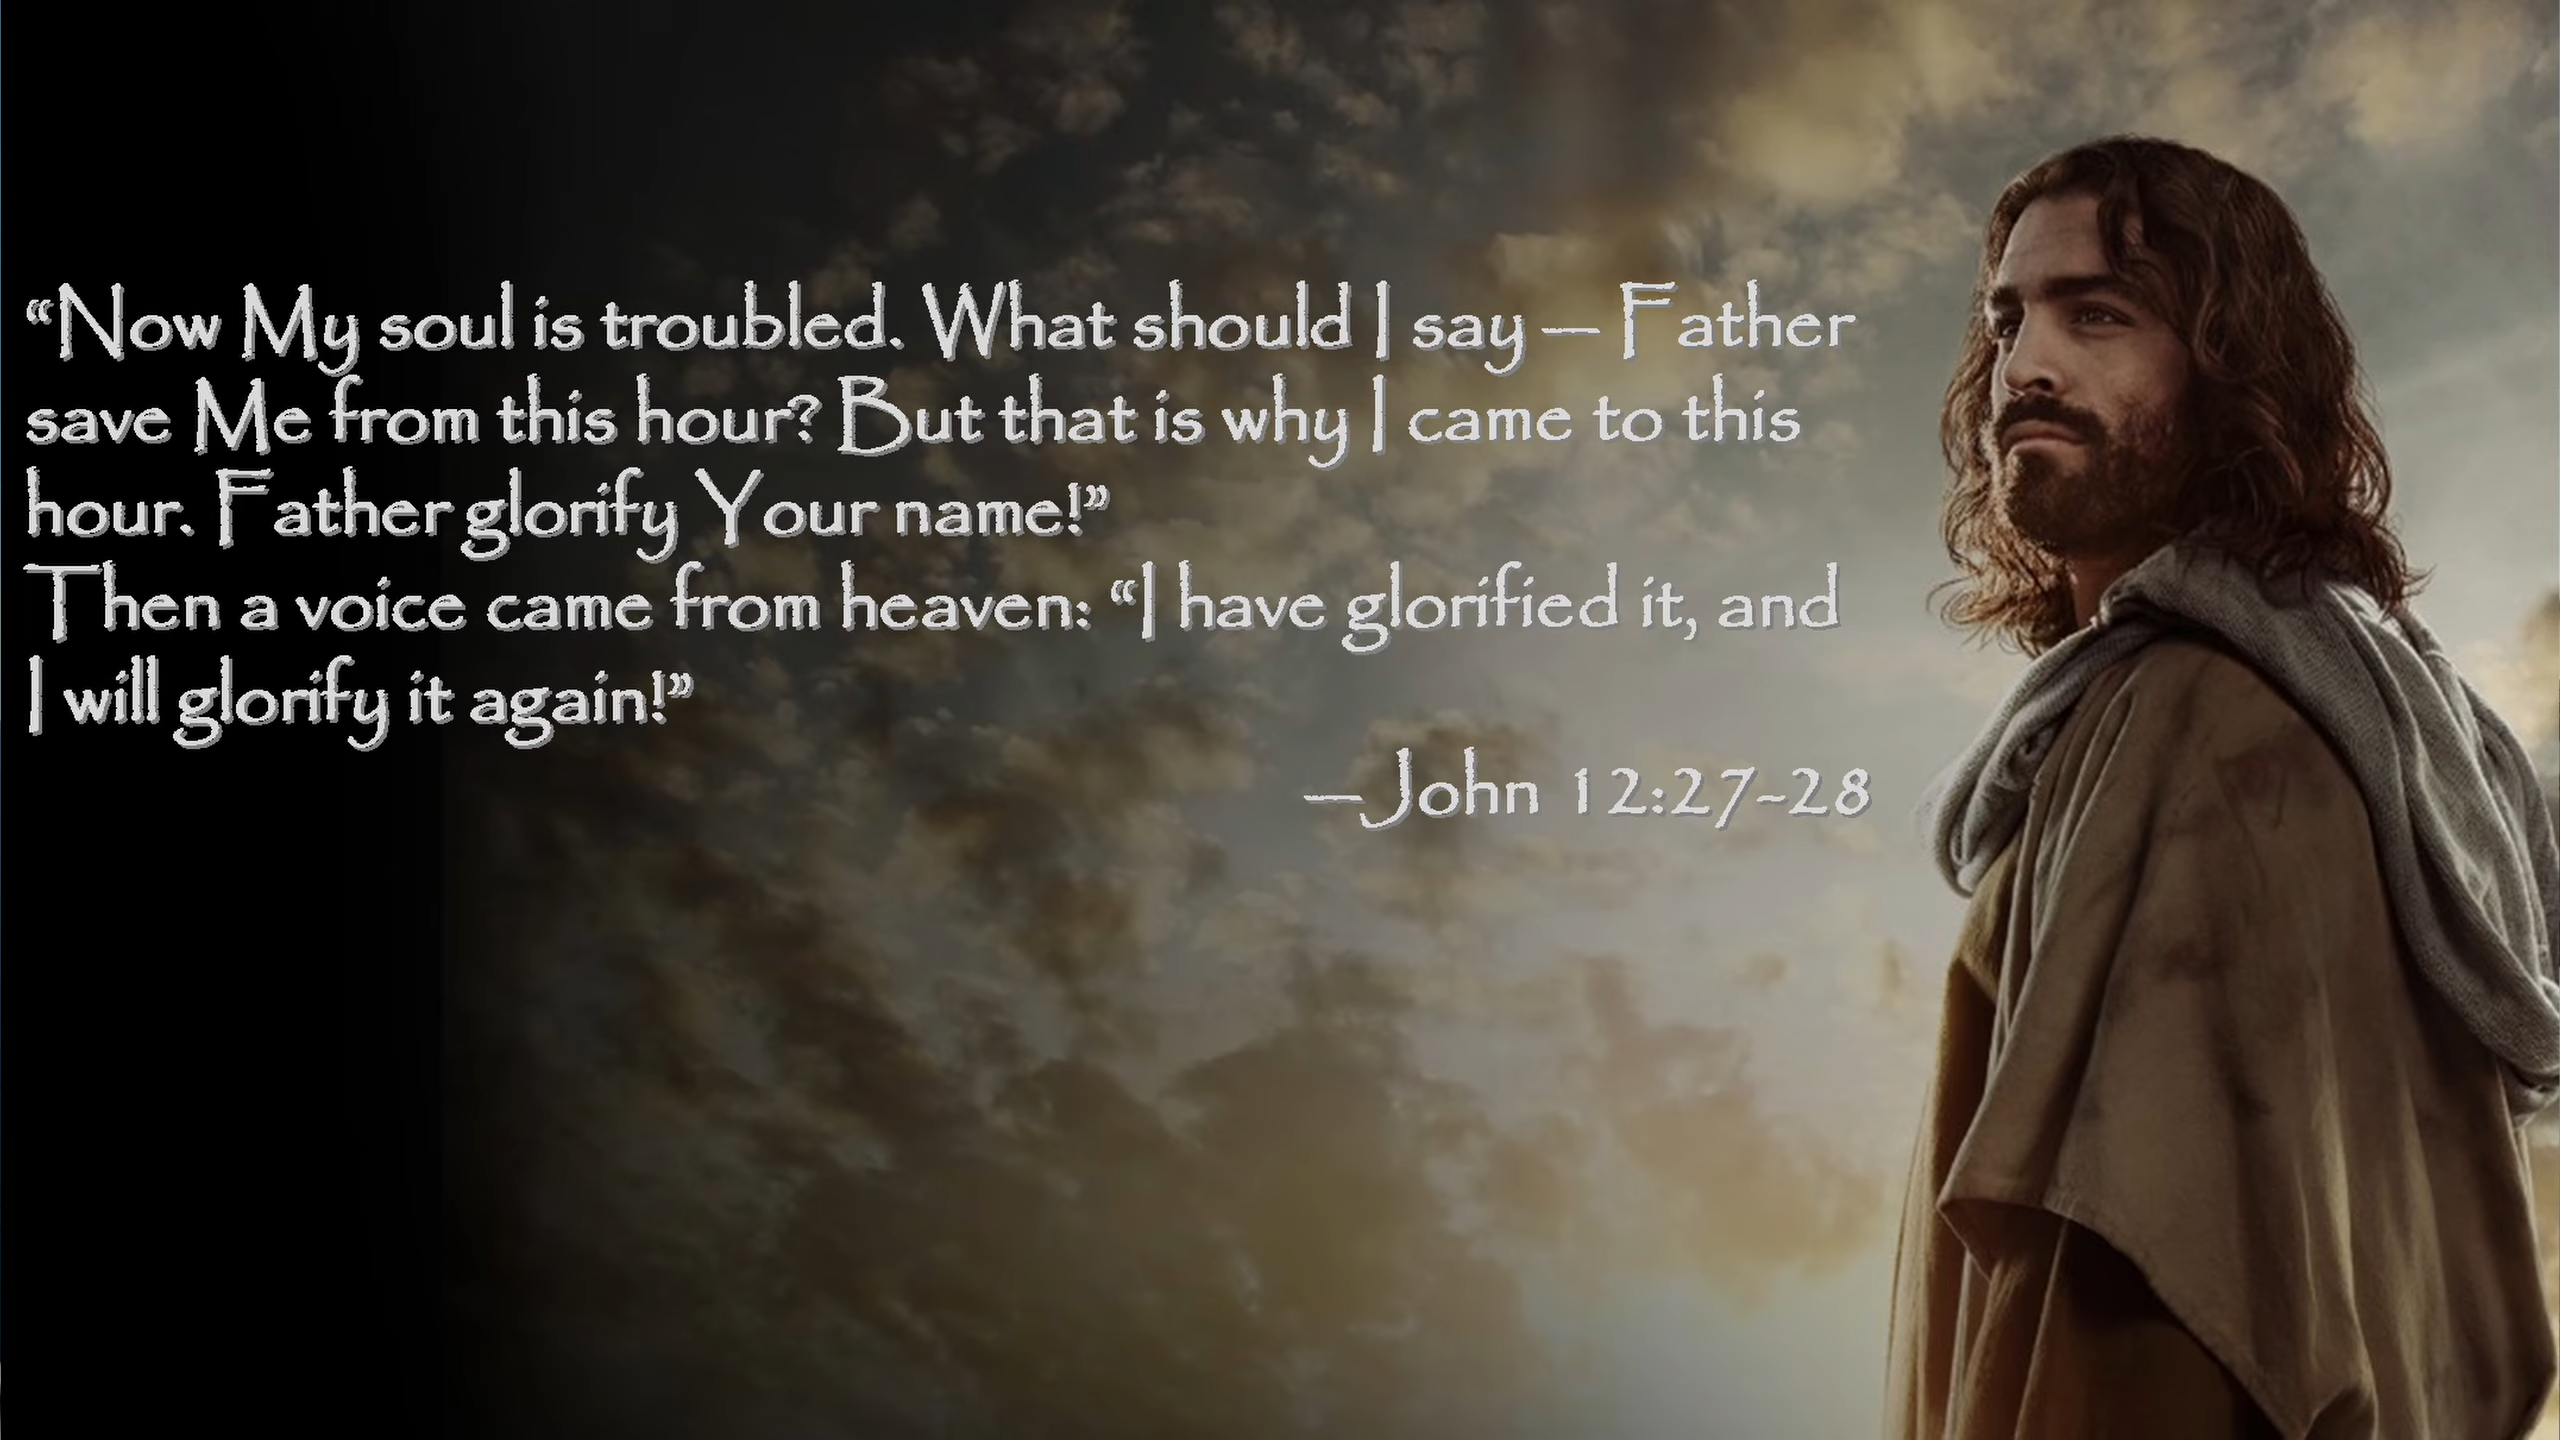 “Now My soul is troubled. What should I say — Father
save Me from this hour? But that is why I came to this
hour. Father glorify Your name!”
Then a voice came from heaven: “I have glorified it, and
I will glorify it again!”
—John 12:27-28